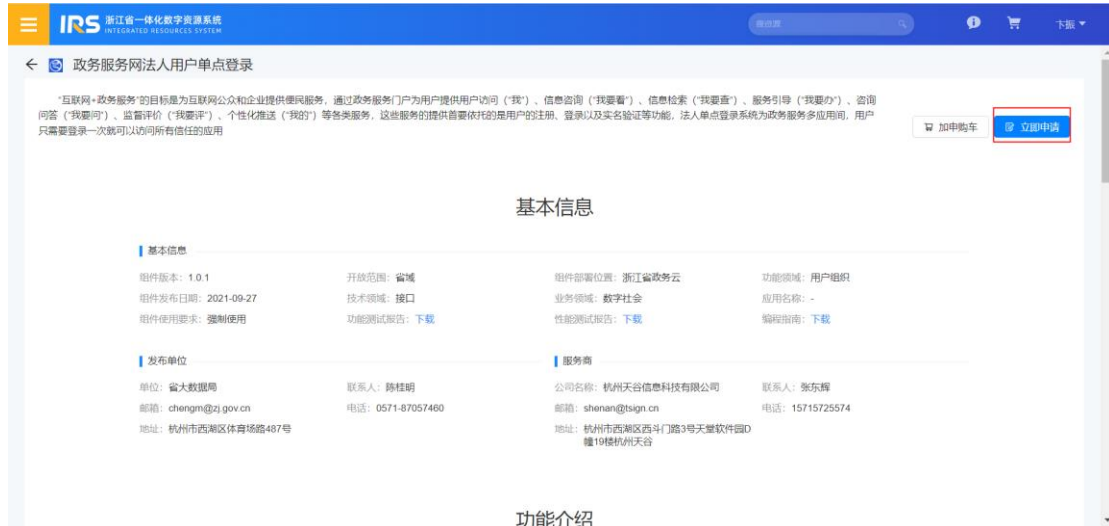 IRS 浙江省一体化数字资源系统
INTEGRATED RESOURCES SYSTEM
卞振
政务服务网法人用户单点登录
“互联网+政务服务”的目标是为互联网公众和企业提供便民服务，通过政务服务门户为用户提供用户访问（“我”）、信息咨询（“我要看”）、信息检索（“我要查”）、服务引导（“我要办”）、咨询
问答（“我要问”）、监督评价（“我要评”）、个性化推送（“我的”）等各类服务，这些服务的提供首要依托的是用户的注册、登录以及实名验证等功能，法人单点登录系统为政务服务多应用间，用户
只需要登录一次就可以访问所有信任的应用
加申购车
立即申请
基本信息
基本信息
组件版本：1.0.1 开放范围：省域 组件部署位置：浙江省政务云 功能领域：用户组织
组件发布日期：2021-09-27 技术领域：接口 业务领域：数字社会 应用名称：-
组件使用要求：强制使用 功能测试报告：下载 性能测试报告：下载 编程指南：下载
发布单位
单位：省大数据局 联系人：陈桂明
邮箱：chengm@zj.gov.cn 电话：0571-87057460
地址：杭州市西湖区体育场路487号
服务商
公司名称：杭州天谷信息科技有限公司 联系人：张东辉
邮箱：shenan@tsign.cn 电话：15715725574
地址：杭州市西湖区西斗门路3号天堂软件园D
幢19楼杭州天谷
功能介绍